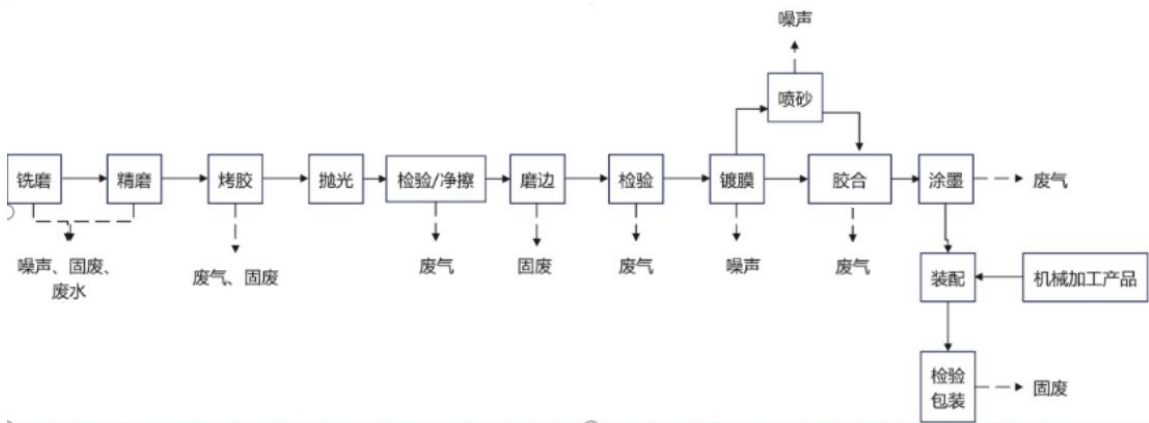 噪声
喷砂
铣磨
精磨
烤胶
抛光
检验/净擦
磨边
检验
镀膜
胶合
涂墨
废气
噪声、固废、
废水
废气、固废
废气
固废
废气
噪声
废气
装配
机械加工产品
检验
包装
固废